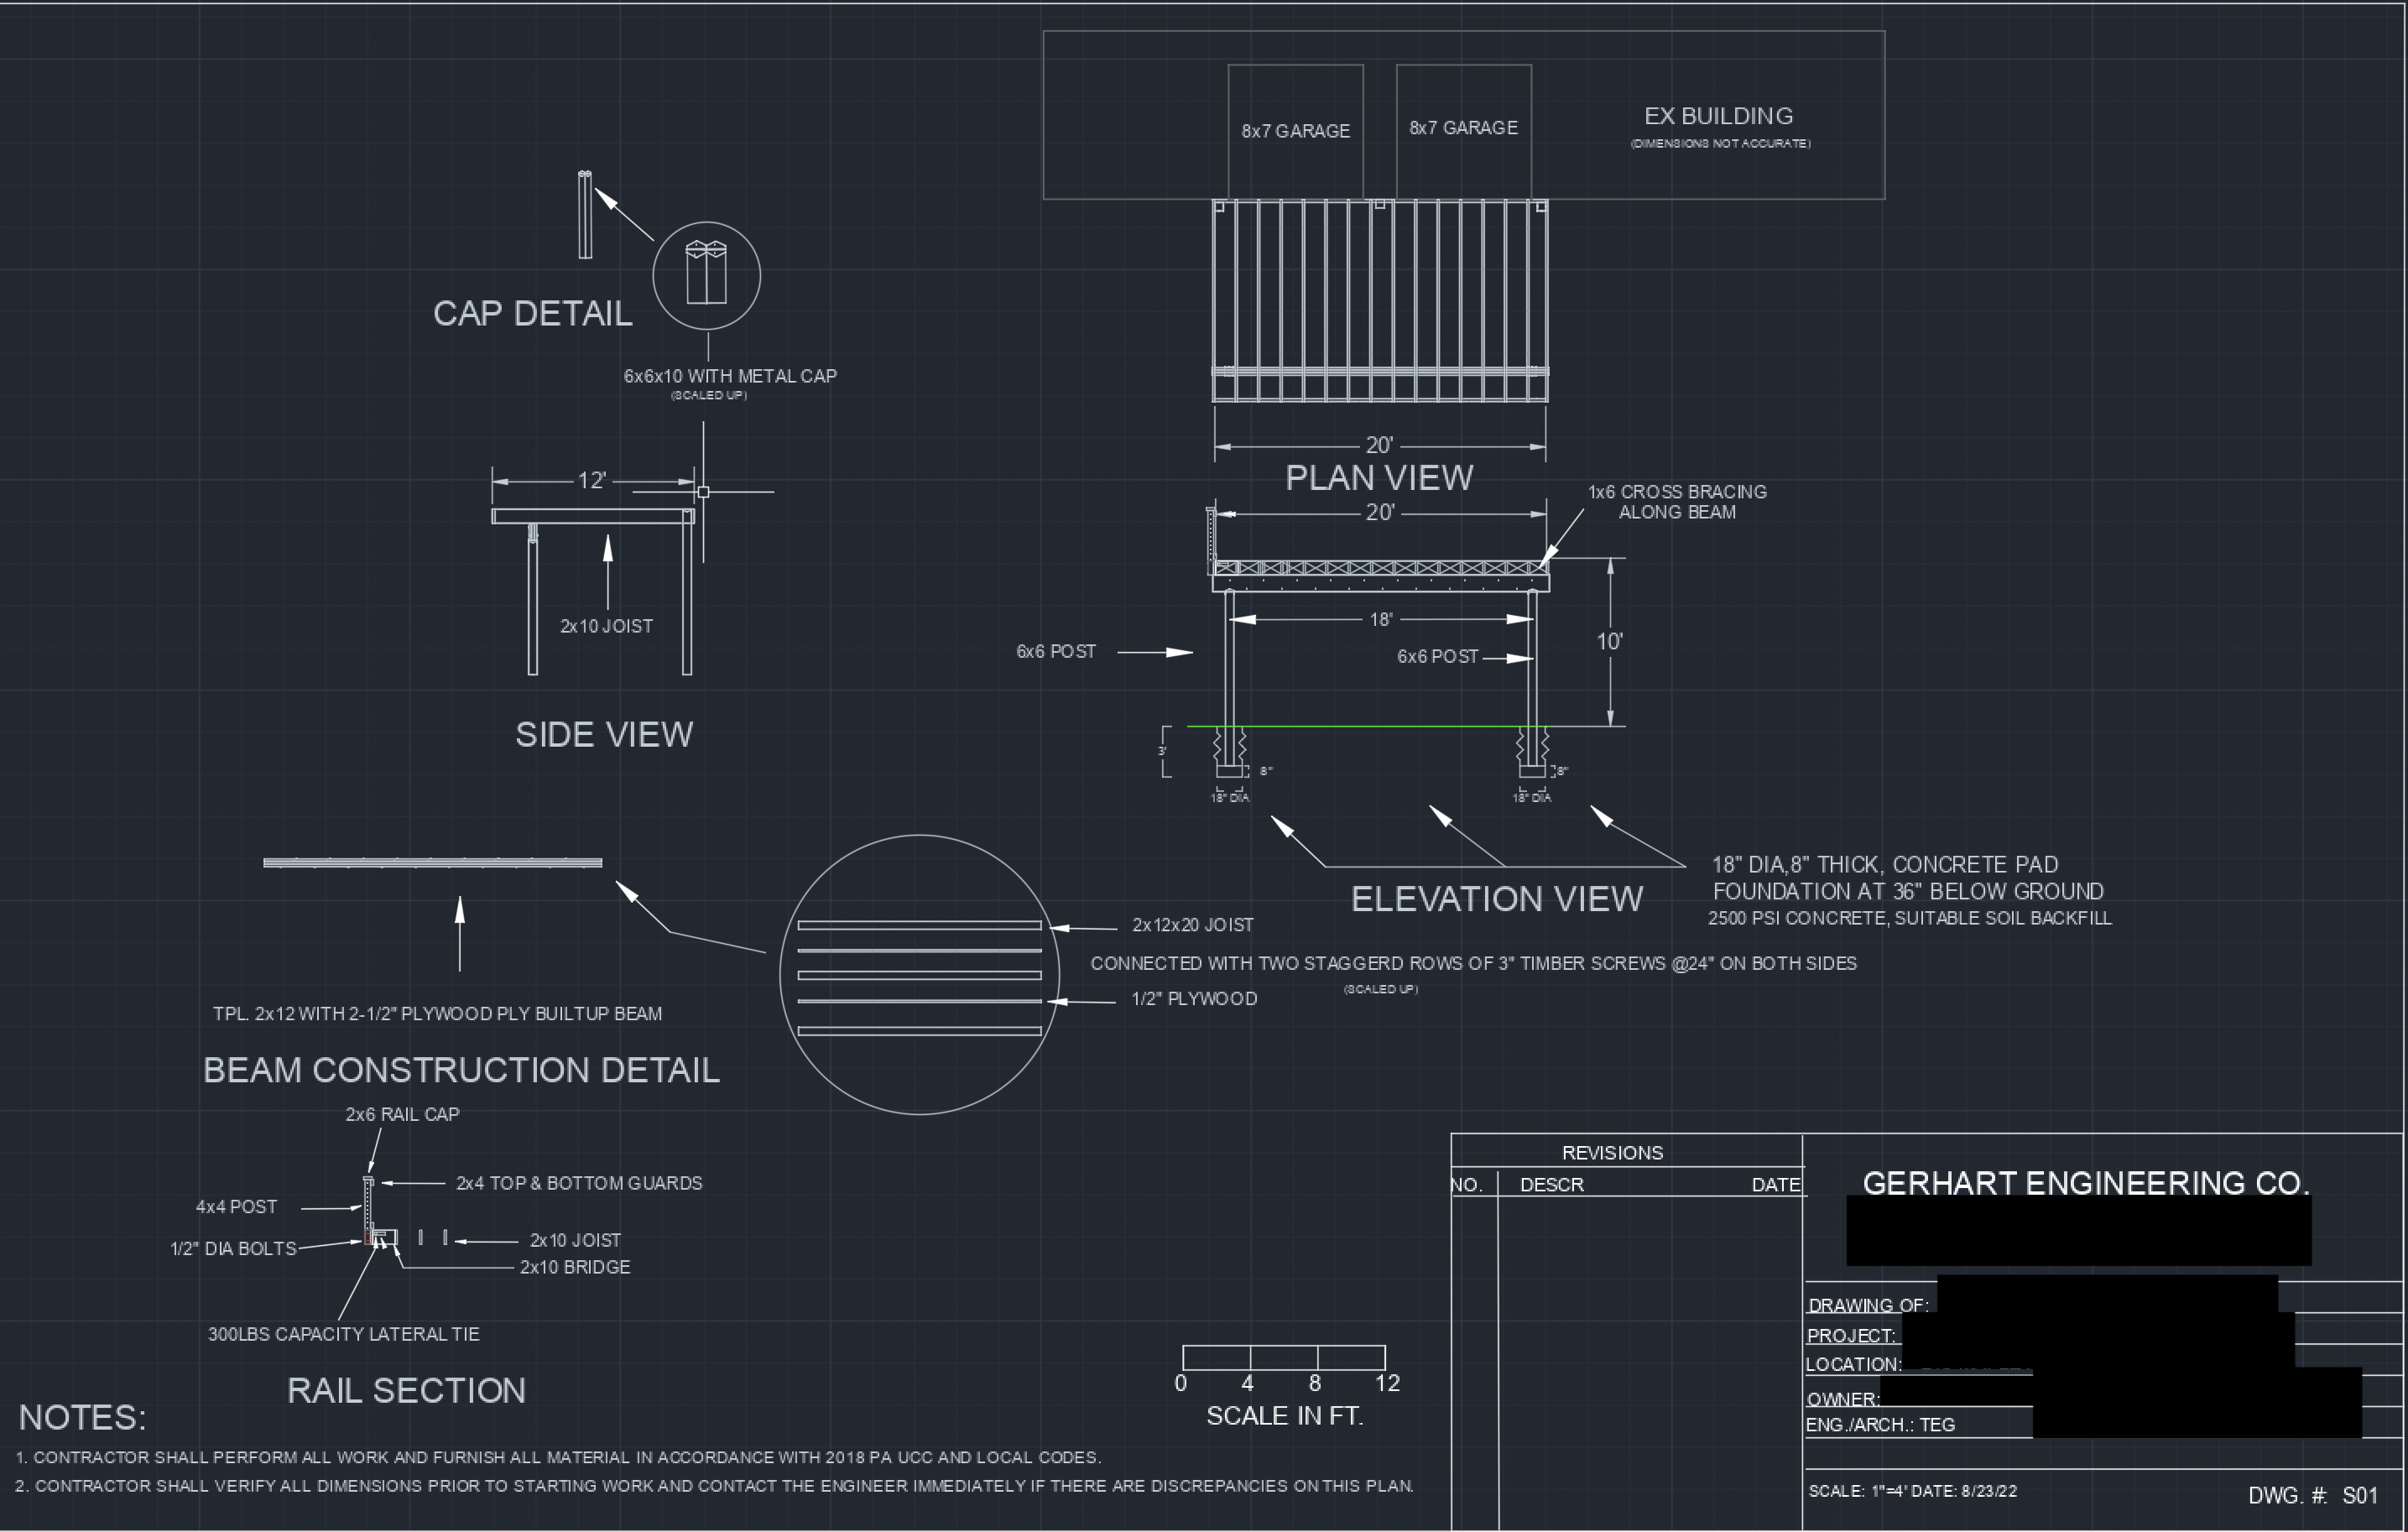 EX BUILDING
(DIMENSIONS NOT ACCURATE)
8x7 GARAGE
8x7 GARAGE
CAP DETAIL
6x6x10 WITH METAL CAP
(SCALED UP)
20'
PLAN VIEW
12'
2x10 JOIST
SIDE VIEW
20'
1x6 CROSS BRACING
ALONG BEAM
18'
10'
6x6 POST
6x6 POST
3'
8"
8"
18" DIA
18" DIA
ELEVATION VIEW
18" DIA,8" THICK, CONCRETE PAD
FOUNDATION AT 36" BELOW GROUND
2500 PSI CONCRETE, SUITABLE SOIL BACKFILL
2x12x20 JOIST
CONNECTED WITH TWO STAGGERD ROWS OF 3" TIMBER SCREWS @24" ON BOTH SIDES
(SCALED UP)
1/2" PLYWOOD
TPL. 2x12 WITH 2-1/2" PLYWOOD PLY BUILTUP BEAM
BEAM CONSTRUCTION DETAIL
2x6 RAIL CAP
2x4 TOP & BOTTOM GUARDS
4x4 POST
1/2" DIA BOLTS
2x10 JOIST
2x10 BRIDGE
300LBS CAPACITY LATERAL TIE
RAIL SECTION
NOTES:
1. CONTRACTOR SHALL PERFORM ALL WORK AND FURNISH ALL MATERIAL IN ACCORDANCE WITH 2018 PA UCC AND LOCAL CODES.
2. CONTRACTOR SHALL VERIFY ALL DIMENSIONS PRIOR TO STARTING WORK AND CONTACT THE ENGINEER IMMEDIATELY IF THERE ARE DISCREPANCIES ON THIS PLAN.
0 4 8 12
SCALE IN FT.
REVISIONS
NO. DESCR DATE
GERHART ENGINEERING CO.
DRAWING OF:
PROJECT:
LOCATION:
OWNER:
ENG./ARCH.: TEG
SCALE: 1"=4' DATE: 8/23/22
DWG. #: S01